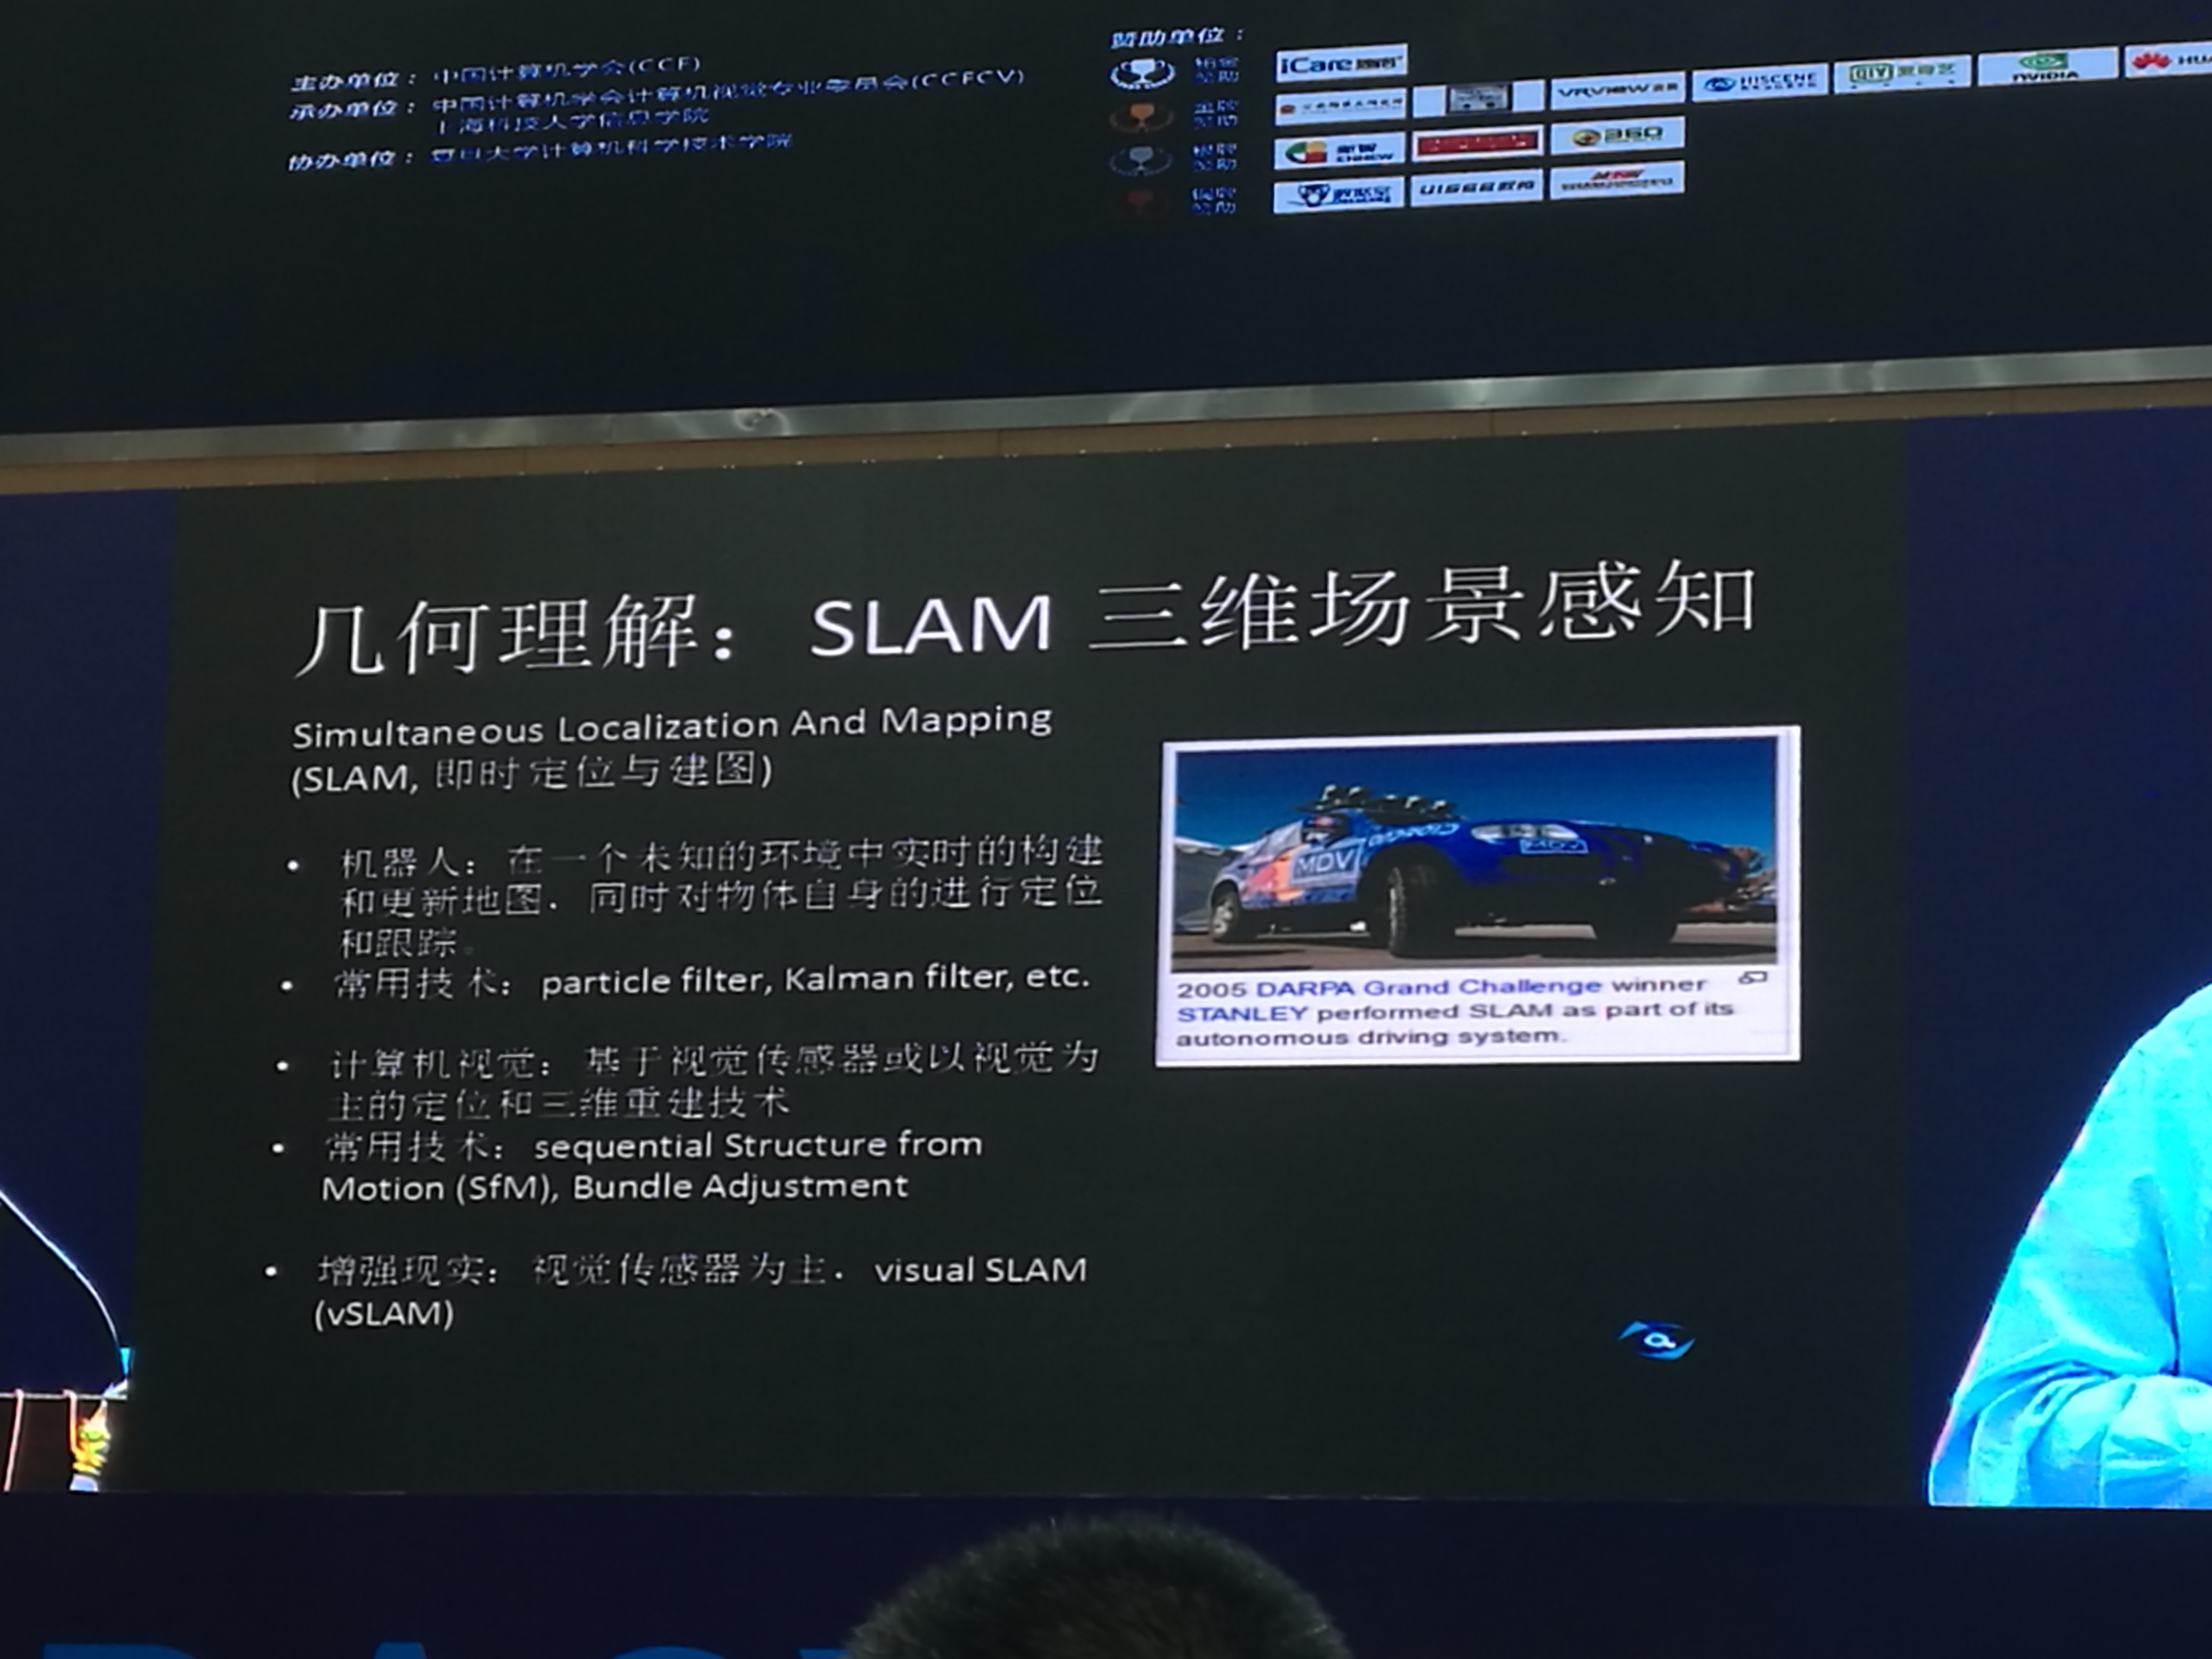 主办单位：中国计算机学会(CCF)
承办单位：中国计算机学会计算机视觉专业委员会(CCFCV)
上海科技大学信息学院
协办单位：复旦大学计算机科学技术学院
赞助单位：
铂金赞助
iCare
金牌赞助
VRVIEW
HISCENE
QIY 爱奇艺
NVIDIA
HUA
银牌赞助
新智 ENNEW
360
铜牌赞助
UISEE驭势
几何理解：SLAM 三维场景感知
Simultaneous Localization And Mapping
(SLAM, 即时定位与建图)
• 机器人：在一个未知的环境中实时的构建
和更新地图，同时对物体自身的进行定位
和跟踪。
• 常用技术：particle filter, Kalman filter, etc.
• 计算机视觉：基于视觉传感器或以视觉为
主的定位和三维重建技术
• 常用技术：sequential Structure from
Motion (SfM), Bundle Adjustment
• 增强现实：视觉传感器为主，visual SLAM
(vSLAM)
MDV
MDV
2005 DARPA Grand Challenge winner
STANLEY performed SLAM as part of its
autonomous driving system.